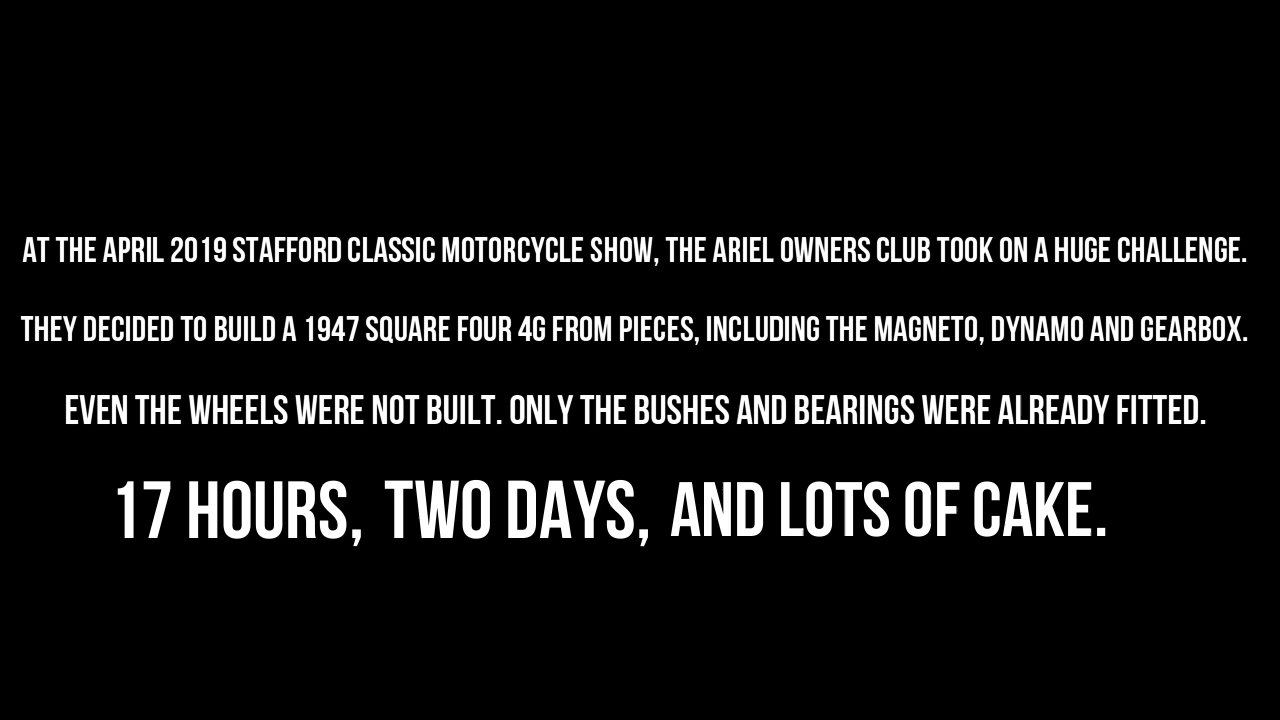 AT THE APRIL 2019 STAFFORD CLASSIC MOTORCYCLE SHOW, THE ARIEL OWNERS CLUB TOOK ON A HUGE CHALLENGE.
THEY DECIDED TO BUILD A 1947 SQUARE FOUR 4G FROM PIECES, INCLUDING THE MAGNETO, DYNAMO AND GEARBOX.
EVEN THE WHEELS WERE NOT BUILT. ONLY THE BUSHES AND BEARINGS WERE ALREADY FITTED.
17 HOURS, TWO DAYS, AND LOTS OF CAKE.